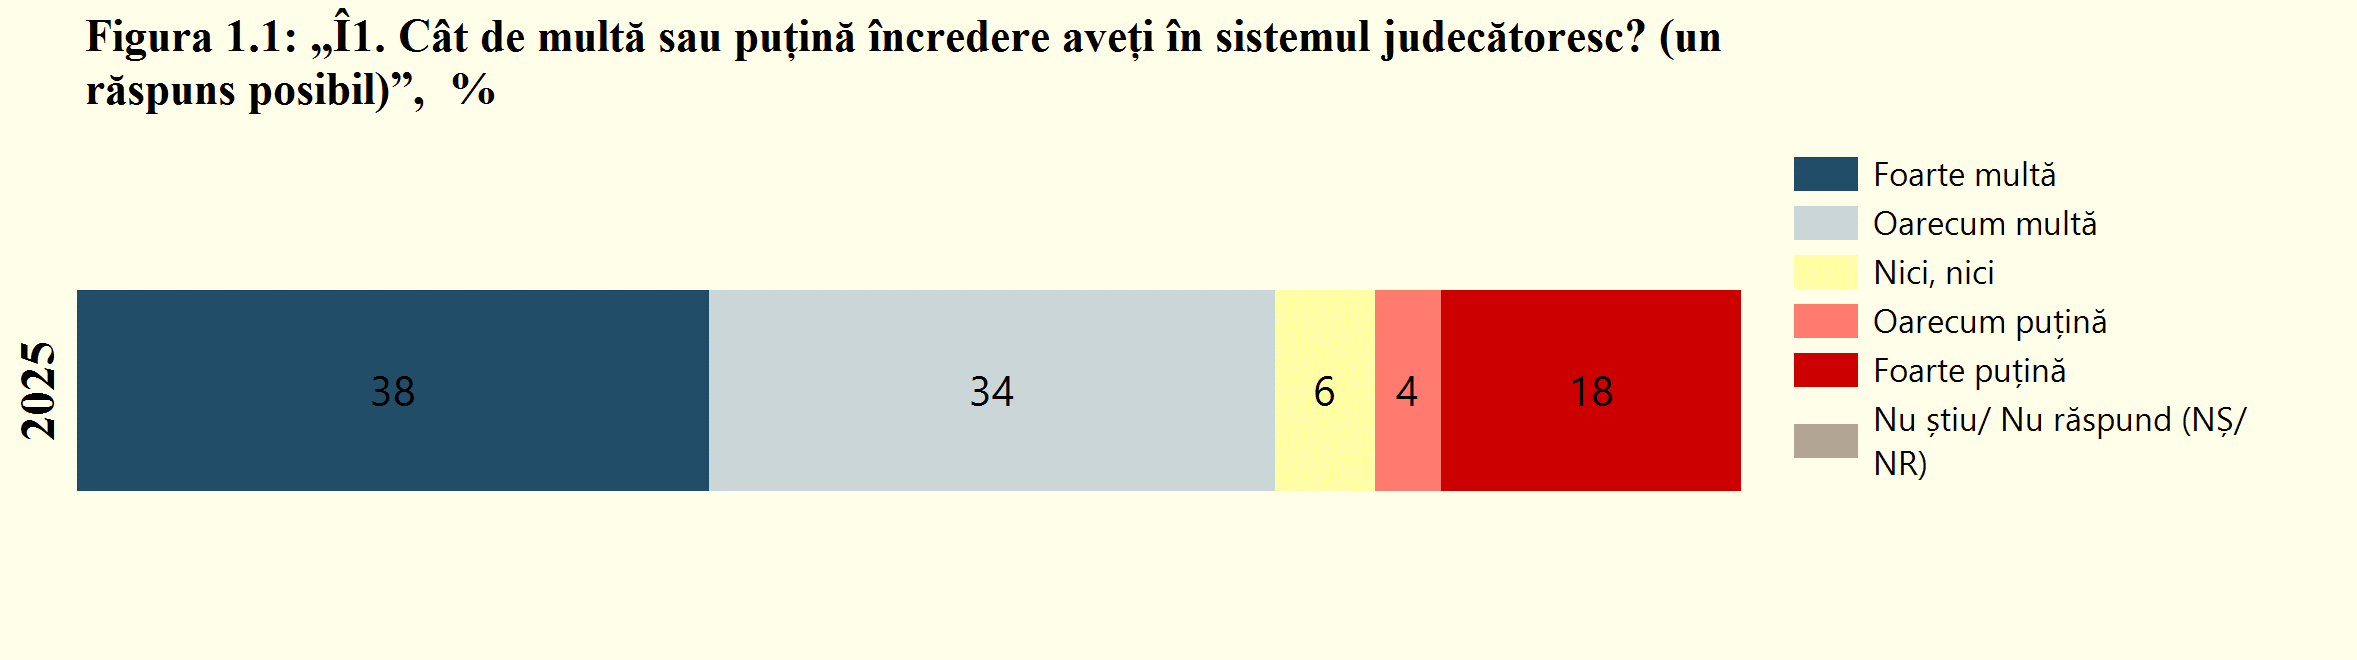 Figura 1.1: „Î1. Cât de multă sau puțină încredere aveți în sistemul judecătoresc? (un
răspuns posibil)”,  %
Foarte multă
Oarecum multă
Nici, nici
Oarecum puțină
Foarte puțină
Nu știu/ Nu răspund (NȘ/
NR)
2025
38
34
6
4
18